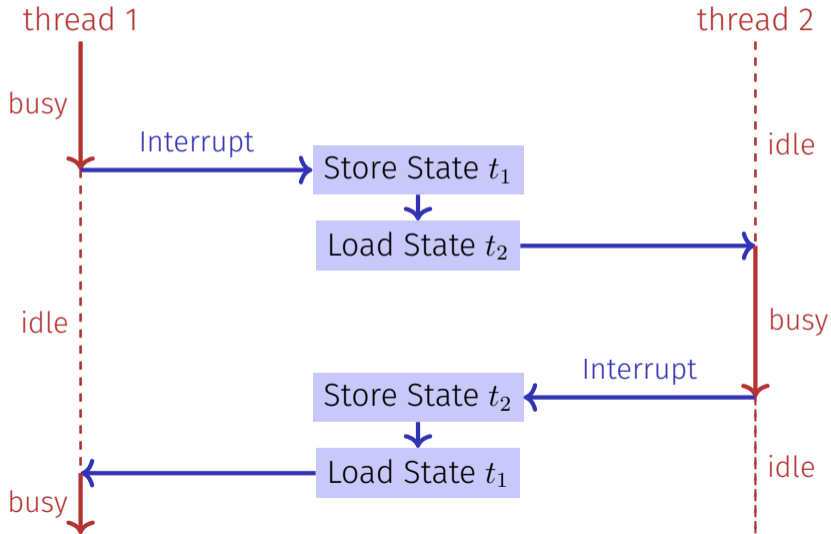 thread 1
thread 2
busy
Interrupt
idle
Store State t₁
Load State t₂
idle
busy
Interrupt
Store State t₂
Load State t₁
idle
busy